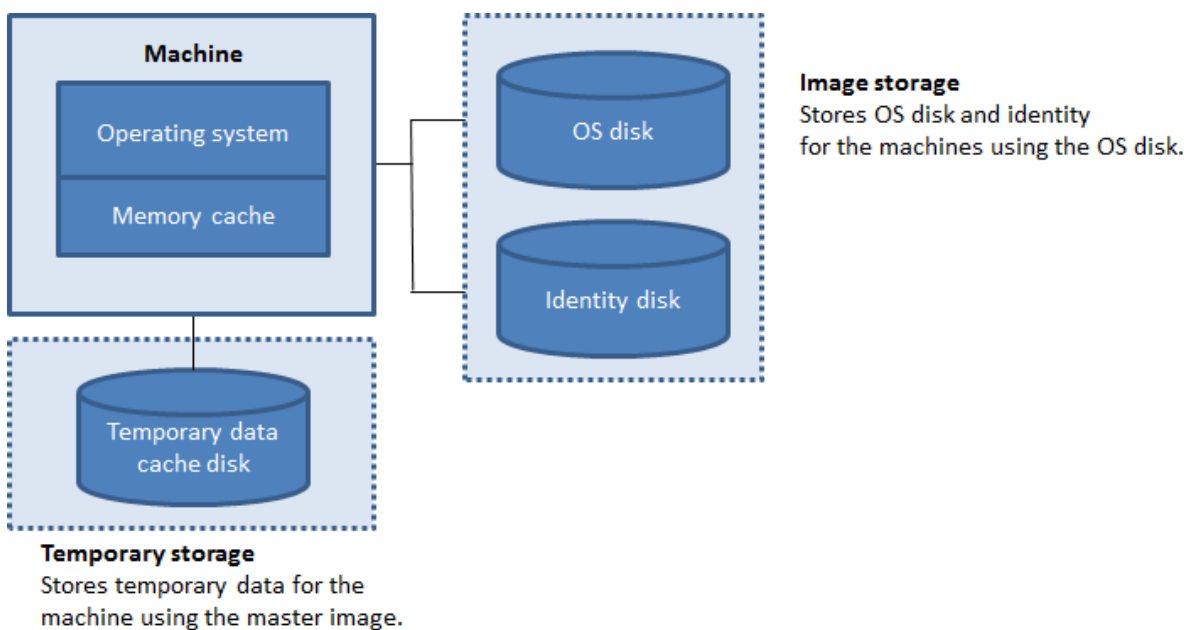 Machine
Operating system
Memory cache
OS disk
Identity disk
Image storage
Stores OS disk and identity
for the machines using the OS disk.
Temporary data
cache disk
Temporary storage
Stores temporary data for the
machine using the master image.